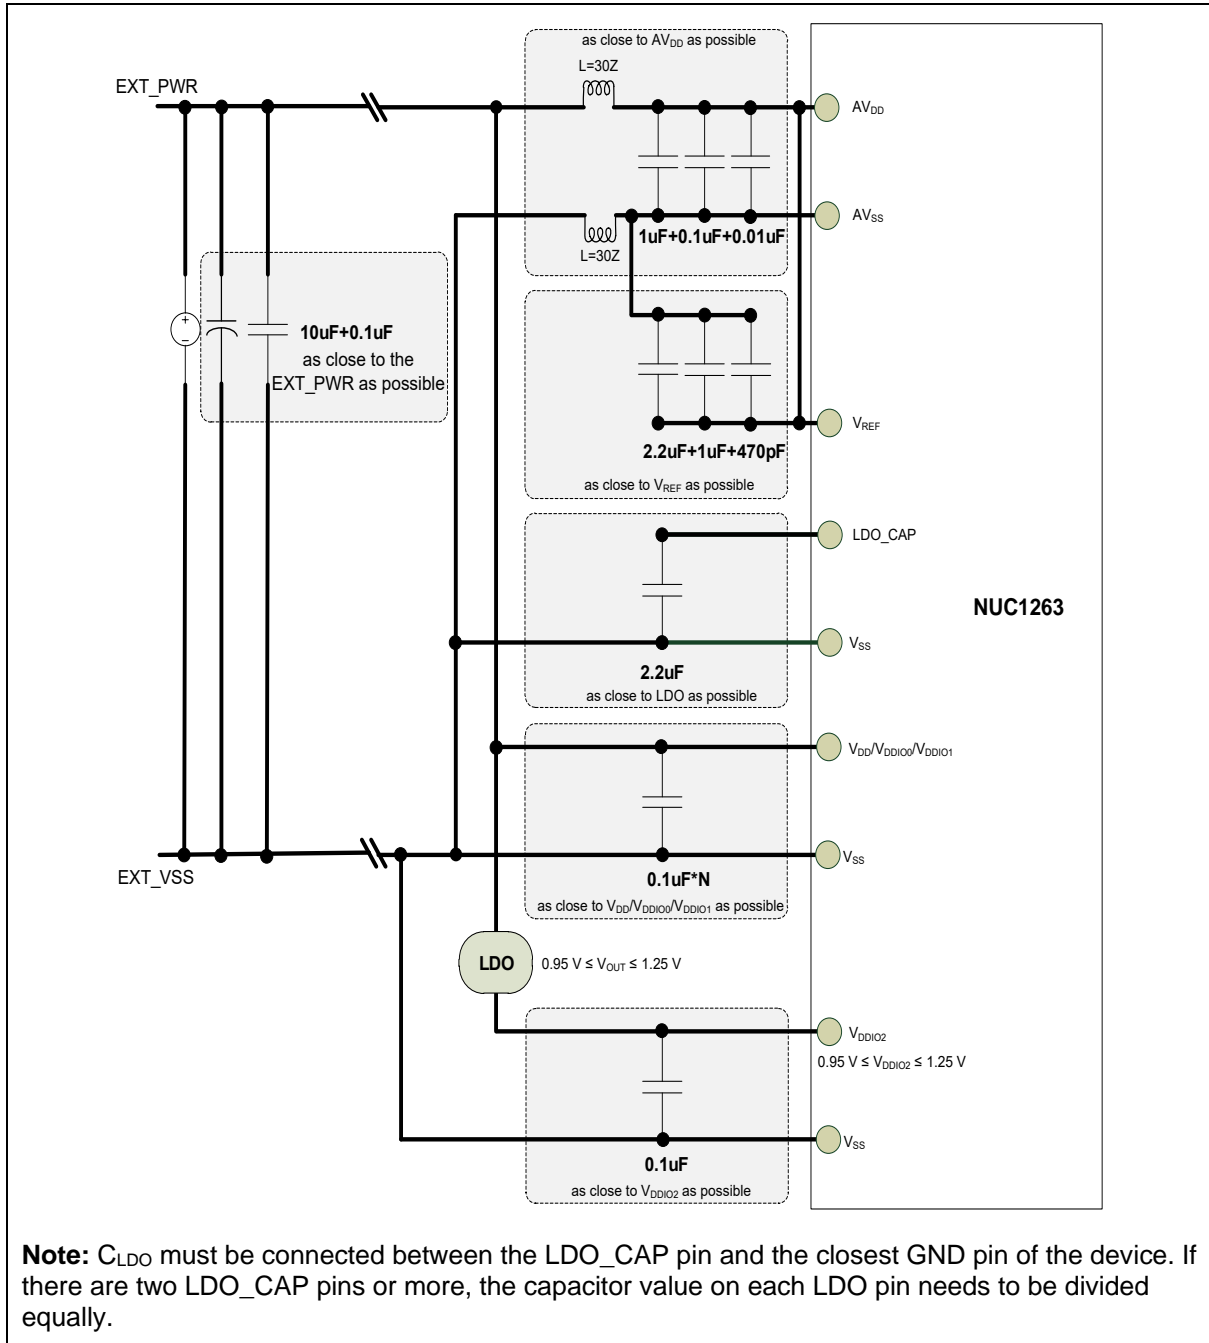 as close to AVDD as possible
L=30Z
EXT_PWR
AVDD
AVSS
1uF+0.1uF+0.01uF
L=30Z
+
−
10uF+0.1uF
as close to the
EXT_PWR as possible
VREF
2.2uF+1uF+470pF
as close to VREF as possible
LDO_CAP
NUC1263
VSS
2.2uF
as close to LDO as possible
VDD/VDDIO0/VDDIO1
VSS
EXT_VSS
0.1uF*N
as close to VDD/VDDIO0/VDDIO1 as possible
LDO
0.95 V ≤ VOUT ≤ 1.25 V
VDDIO2
0.95 V ≤ VDDIO2 ≤ 1.25 V
VSS
0.1uF
as close to VDDIO2 as possible
Note: CLDO must be connected between the LDO_CAP pin and the closest GND pin of the device. If
there are two LDO_CAP pins or more, the capacitor value on each LDO pin needs to be divided
equally.